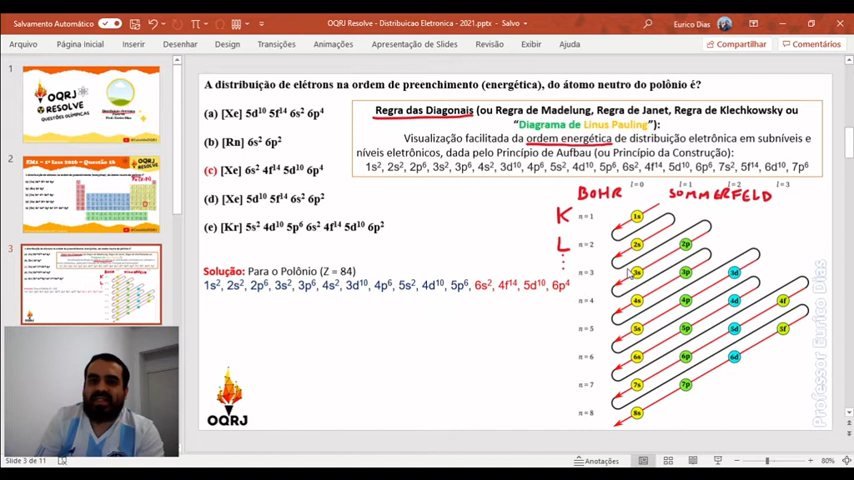 Salvamento Automático
OQRJ Resolve - Distribuicao Eletronica - 2021.pptx - Salvo
Eurico Dias
Arquivo Página Inicial Inserir Desenhar Design Transições Animações Apresentação de Slides Revisão Exibir Ajuda
Compartilhar
Comentários
1
OQRJ
RESOLVE
QUESTÕES OLÍMPICAS
2
3
A distribuição de elétrons na ordem de preenchimento (energética), do átomo neutro do polônio é?
(a) [Xe] 5d¹⁰ 5f¹⁴ 6s² 6p⁴
(b) [Rn] 6s² 6p²
(c) [Xe] 6s² 4f¹⁴ 5d¹⁰ 6p⁴
(d) [Xe] 5d¹⁰ 5f¹⁴ 6s² 6p²
(e) [Kr] 5s² 4d¹⁰ 5p⁶ 6s² 4f¹⁴ 5d¹⁰ 6p²
Regra das Diagonais (ou Regra de Madelung, Regra de Janet, Regra de Klechkowsky ou
“Diagrama de Linus Pauling”):
Visualização facilitada da ordem energética de distribuição eletrônica em subníveis e
níveis eletrônicos, dada pelo Princípio de Aufbau (ou Princípio da Construção):
1s², 2s², 2p⁶, 3s², 3p⁶, 4s², 3d¹⁰, 4p⁶, 5s², 4d¹⁰, 5p⁶, 6s², 4f¹⁴, 5d¹⁰, 6p⁶, 7s², 5f¹⁴, 6d¹⁰, 7p⁶
Solução: Para o Polônio (Z = 84)
1s², 2s², 2p⁶, 3s², 3p⁶, 4s², 3d¹⁰, 4p⁶, 5s², 4d¹⁰, 5p⁶, 6s², 4f¹⁴, 5d¹⁰, 6p⁴
BOHR
SOMMERFELD
l = 0 l = 1 l = 2 l = 3
K n = 1 1s
L n = 2 2s 2p
n = 3 3s 3p 3d
n = 4 4s 4p 4d 4f
n = 5 5s 5p 5d 5f
n = 6 6s 6p 6d
n = 7 7s 7p
n = 8 8s
OQRJ
Professor Eurico Dias
Slide 3 de 11
Anotações
80%